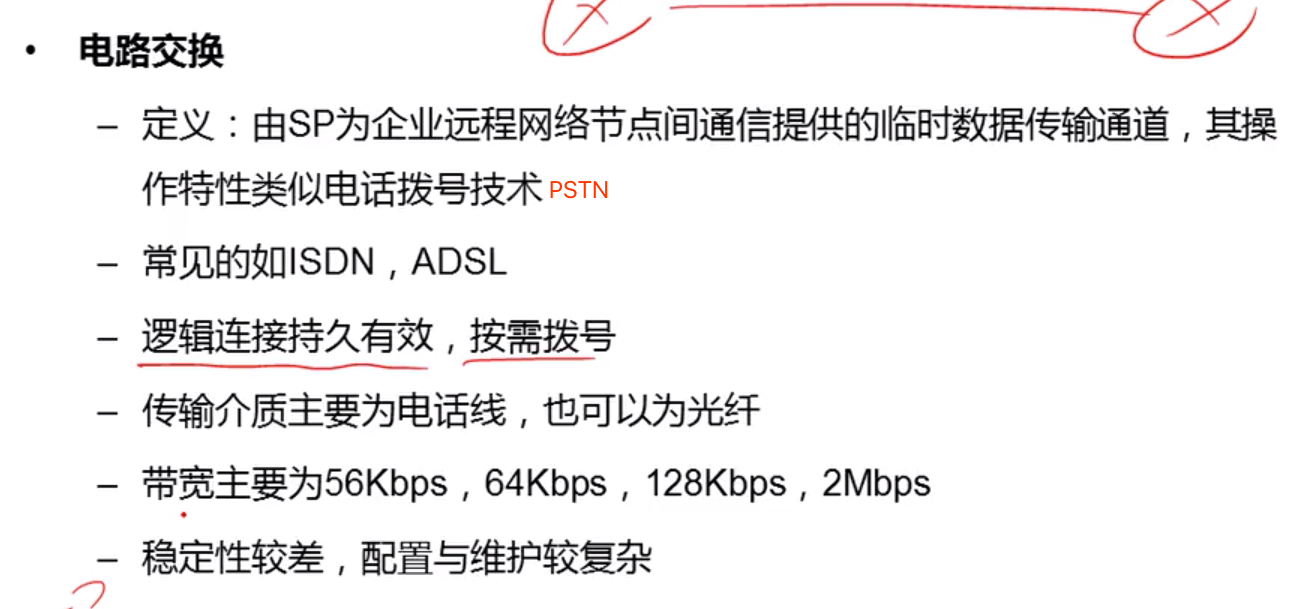 • 电路交换
– 定义：由SP为企业远程网络节点间通信提供的临时数据传输通道，其操
作特性类似电话拨号技术 PSTN
– 常见的如ISDN，ADSL
– 逻辑连接持久有效，按需拨号
– 传输介质主要为电话线，也可以为光纤
– 带宽主要为56Kbps，64Kbps，128Kbps，2Mbps
– 稳定性较差，配置与维护较复杂